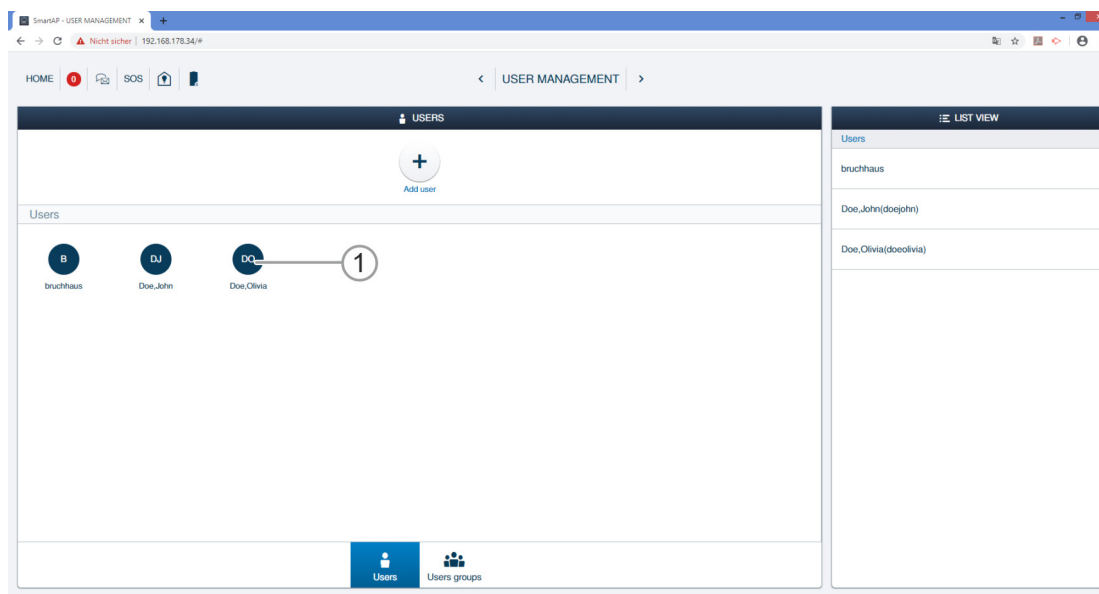 SmartAP - USER MANAGEMENT
Nicht sicher | 192.168.178.34/#
HOME 0 SOS
USER MANAGEMENT
USERS
Add user
Users
B DJ DO 1
bruchhaus Doe,John Doe,Olivia
Users Users groups
LIST VIEW
Users
bruchhaus
Doe,John(doejohn)
Doe,Olivia(doeolivia)